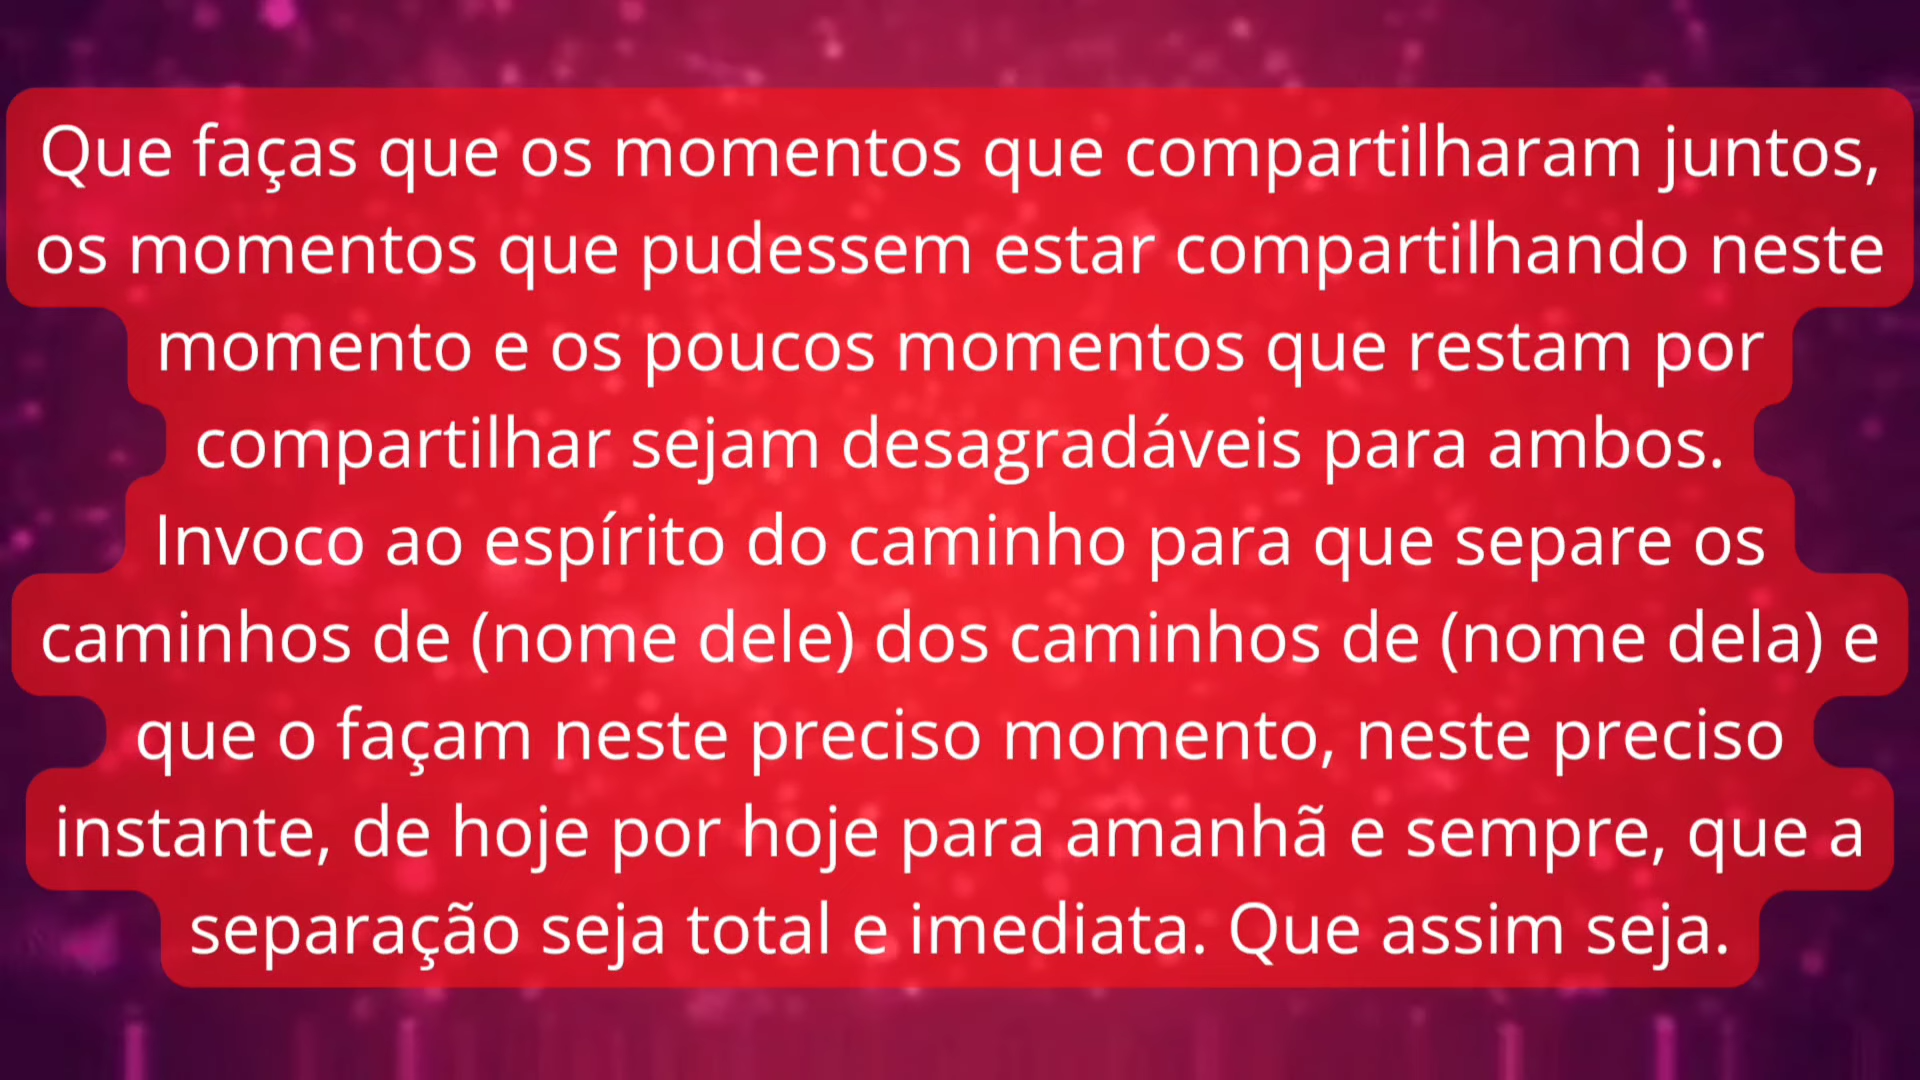 Que faças que os momentos que compartilharam juntos,
os momentos que pudessem estar compartilhando neste
momento e os poucos momentos que restam por
compartilhar sejam desagradáveis para ambos.
Invoco ao espírito do caminho para que separe os
caminhos de (nome dele) dos caminhos de (nome dela) e
que o façam neste preciso momento, neste preciso
instante, de hoje por hoje para amanhã e sempre, que a
separação seja total e imediata. Que assim seja.